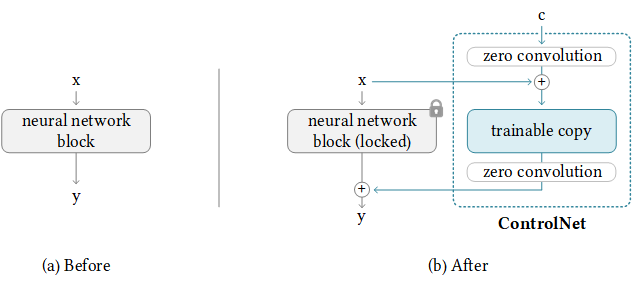 x
neural network
block
y
(a) Before
c
zero convolution
+
x
neural network
block (locked)
trainable copy
zero convolution
+
y
ControlNet
(b) After